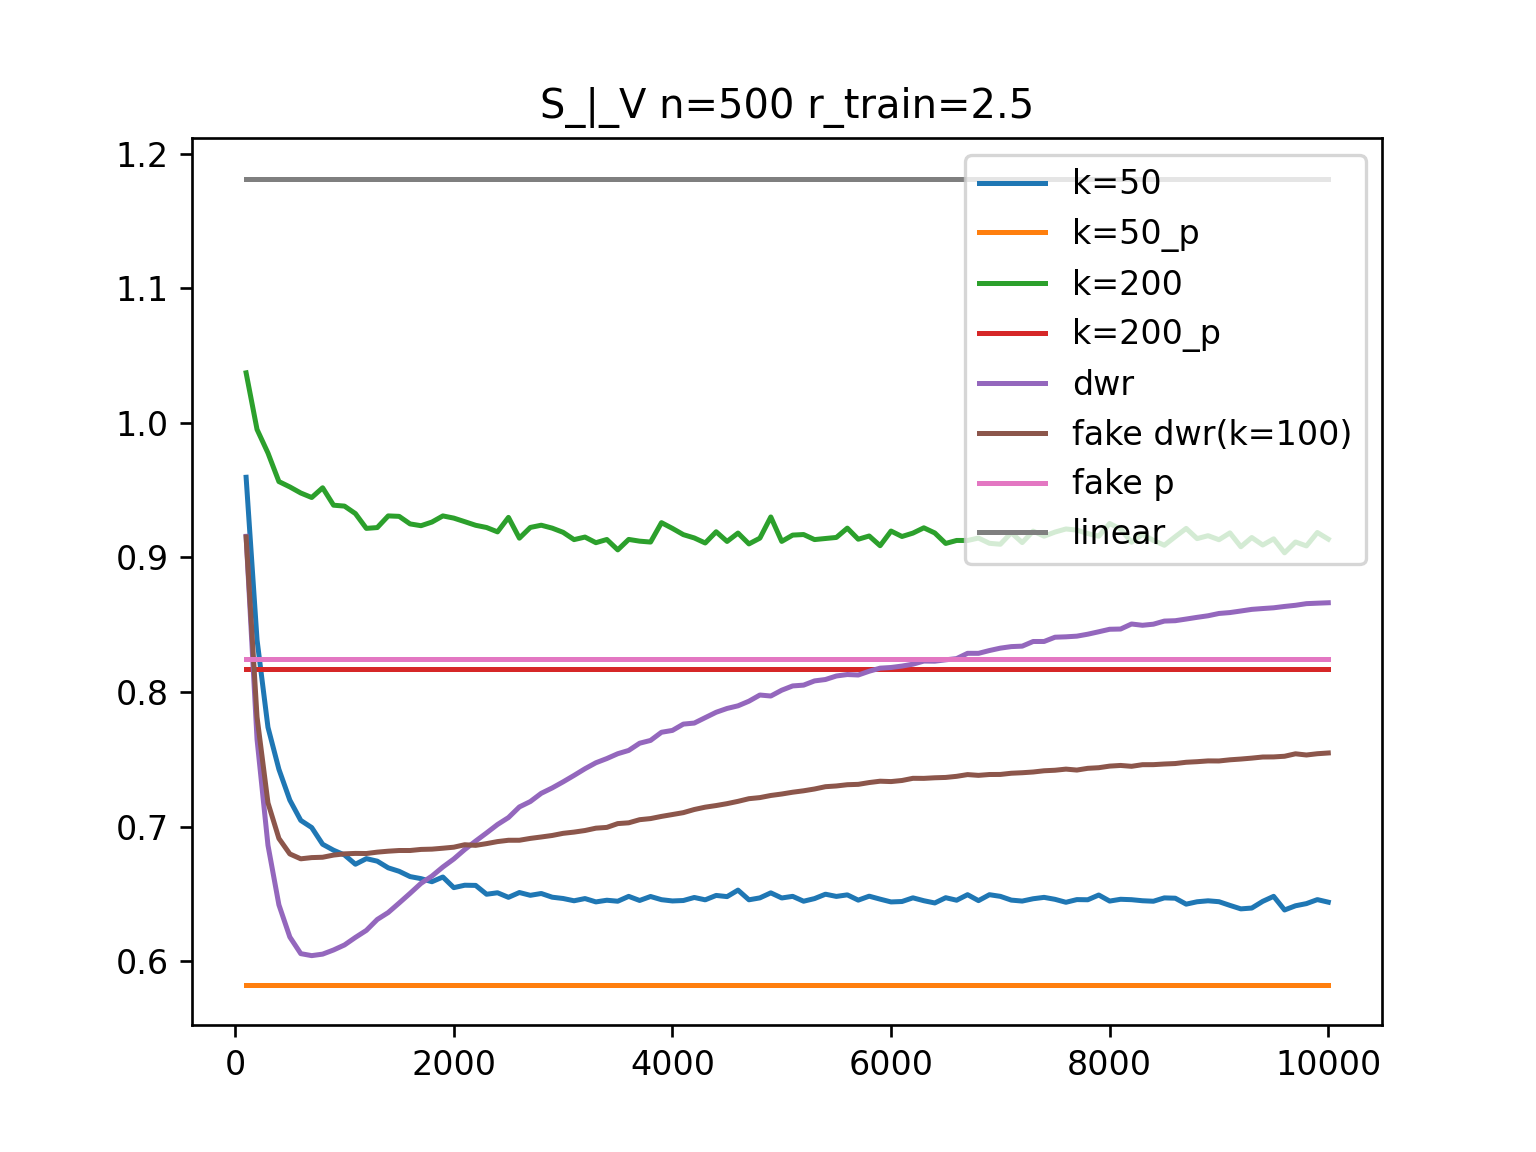 S_|_V n=500 r_train=2.5
1.2
1.1
1.0
0.9
0.8
0.7
0.6
k=50
k=50_p
k=200
k=200_p
dwr
fake dwr(k=100)
fake p
linear
0 2000 4000 6000 8000 10000